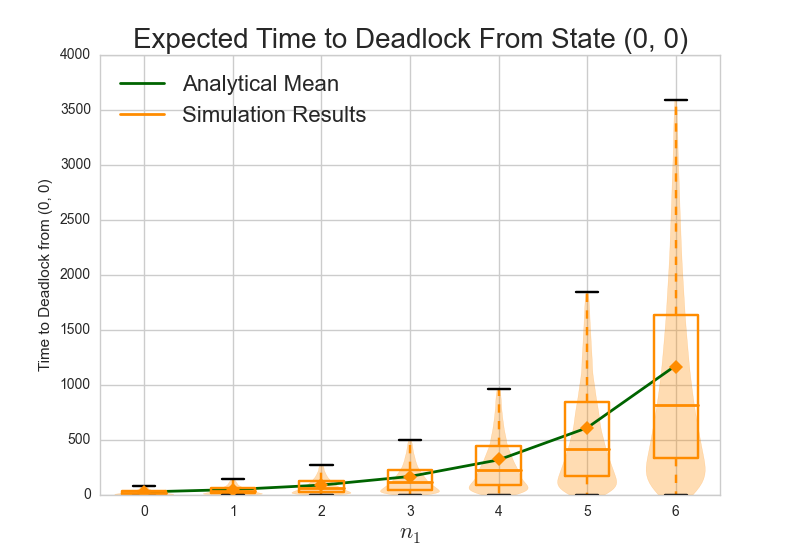 Expected Time to Deadlock From State (0, 0)
Analytical Mean
Simulation Results
Time to Deadlock from (0, 0)
4000
3500
3000
2500
2000
1500
1000
500
0
0 1 2 3 4 5 6
n₁